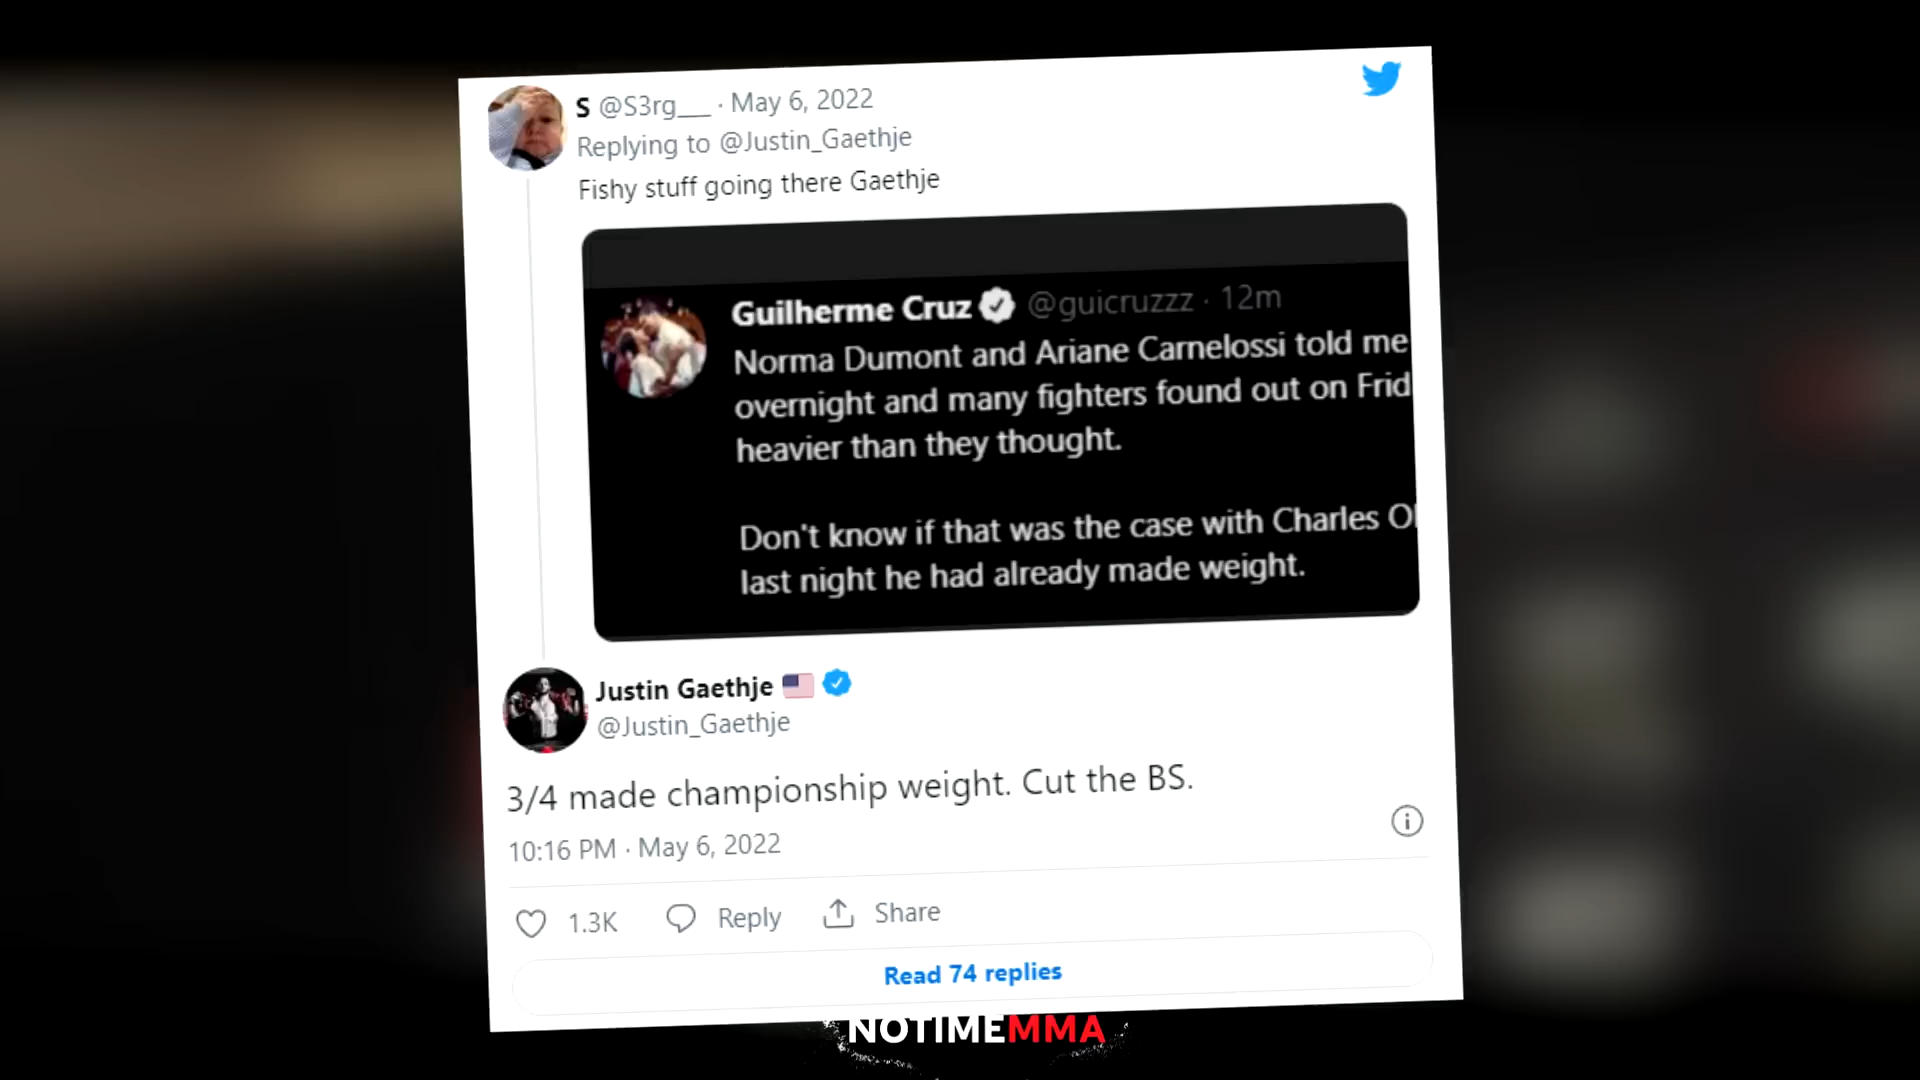 S @S3rg___ · May 6, 2022
Replying to @Justin_Gaethje
Fishy stuff going there Gaethje
Guilherme Cruz @guicruzzz · 12m
Norma Dumont and Ariane Carnelossi told me
overnight and many fighters found out on Frid
heavier than they thought.
Don't know if that was the case with Charles Ol
last night he had already made weight.
Justin Gaethje
@Justin_Gaethje
3/4 made championship weight. Cut the BS.
10:16 PM · May 6, 2022
1.3K Reply Share
Read 74 replies
NOTIMEMMA